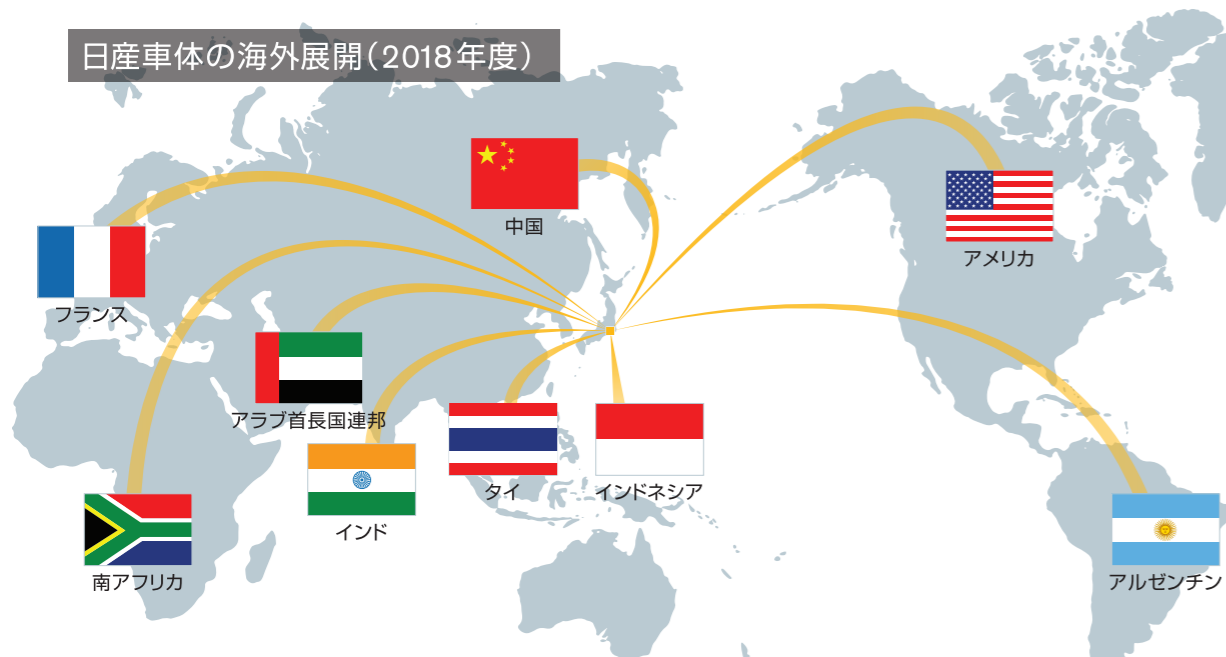 日産車体の海外展開（2018年度）
中国
アメリカ
フランス
アラブ首長国連邦
タイ
インドネシア
インド
南アフリカ
アルゼンチン